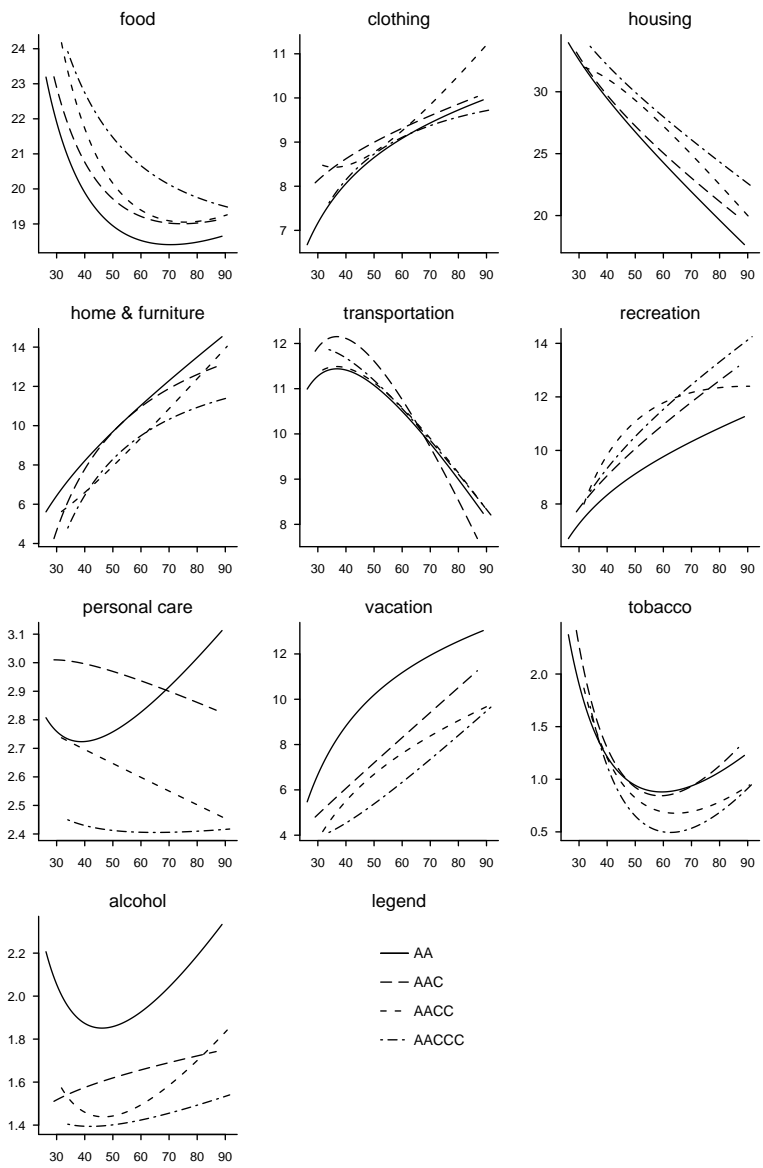 food
24
23
22
21
20
19
30 40 50 60 70 80 90
clothing
11
10
9
8
7
30 40 50 60 70 80 90
housing
30
25
20
30 40 50 60 70 80 90
home & furniture
14
12
10
8
6
4
30 40 50 60 70 80 90
transportation
12
11
10
9
8
30 40 50 60 70 80 90
recreation
14
12
10
8
30 40 50 60 70 80 90
personal care
3.1
3.0
2.9
2.8
2.7
2.6
2.5
2.4
30 40 50 60 70 80 90
vacation
12
10
8
6
4
30 40 50 60 70 80 90
tobacco
2.0
1.5
1.0
0.5
30 40 50 60 70 80 90
alcohol
2.2
2.0
1.8
1.6
1.4
30 40 50 60 70 80 90
legend
AA
AAC
AACC
AACCC